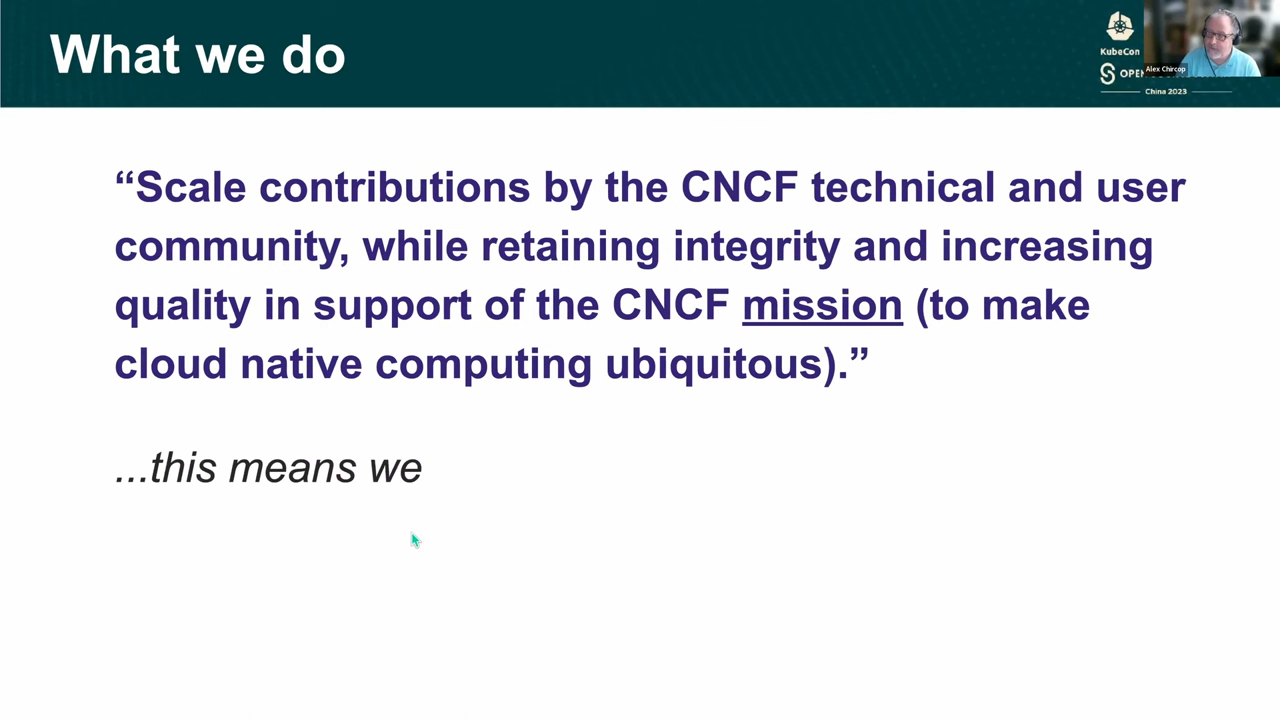 What we do
KubeCon
Alex Chircop
OPE
China 2023
“Scale contributions by the CNCF technical and user
community, while retaining integrity and increasing
quality in support of the CNCF mission (to make
cloud native computing ubiquitous).”
...this means we